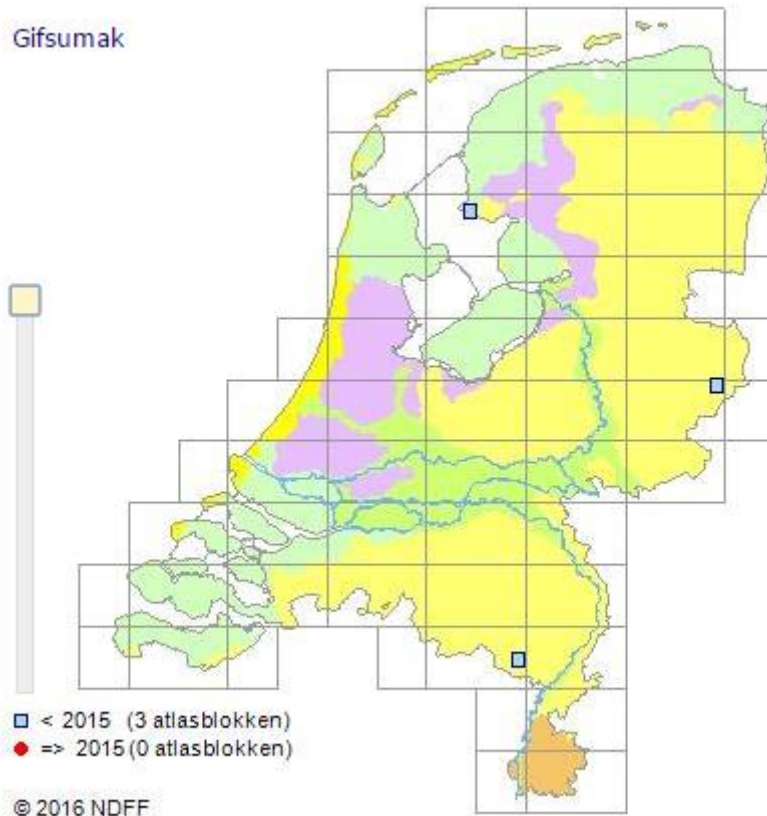 Gifsumak
< 2015 (3 atlasblokken)
=> 2015 (0 atlasblokken)
© 2016 NDFF